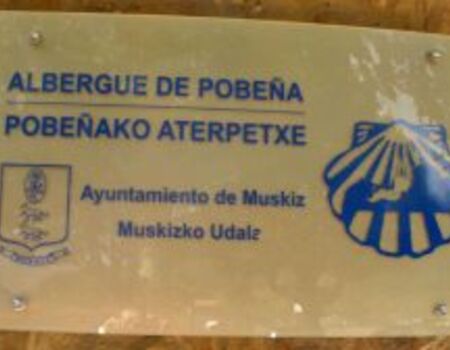 ALBERGUE DE POBEÑA
POBEÑAKO ATERPETXE
Ayuntamiento de Muskiz
Muskizko Udala